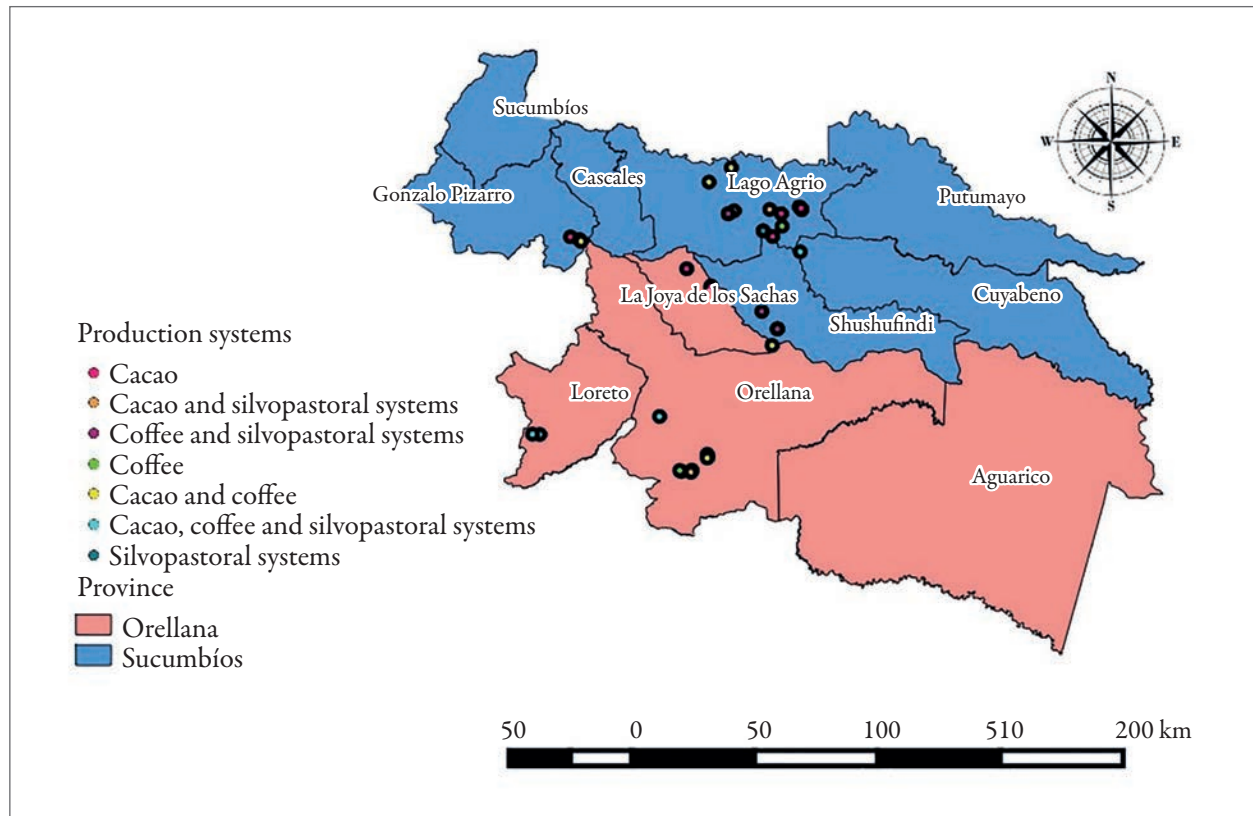 N
W
E
S
Sucumbíos
Cascales
Lago Agrio
Gonzalo Pizarro
Putumayo
La Joya de los Sachas
Cuyabeno
Shushufindi
Loreto
Orellana
Aguarico
Production systems
Cacao
Cacao and silvopastoral systems
Coffee and silvopastoral systems
Coffee
Cacao and coffee
Cacao, coffee and silvopastoral systems
Silvopastoral systems
Province
Orellana
Sucumbíos
50 0 50 100 510 200 km